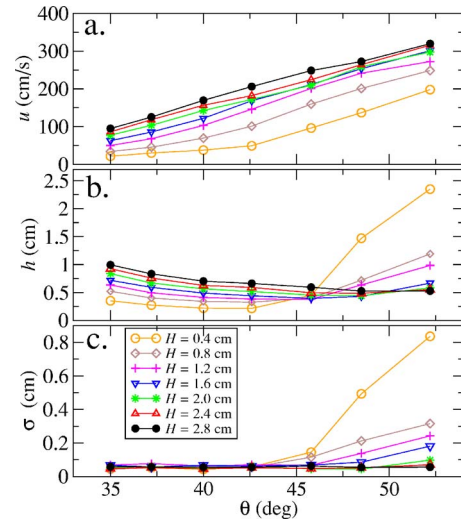 a.
400
300
200
100
0
u (cm/s)
b.
2.5
2
1.5
1
0.5
0
h (cm)
c.
0.8
0.6
0.4
0.2
0
σ (cm)
H = 0.4 cm
H = 0.8 cm
H = 1.2 cm
H = 1.6 cm
H = 2.0 cm
H = 2.4 cm
H = 2.8 cm
35 40 45 50
θ (deg)